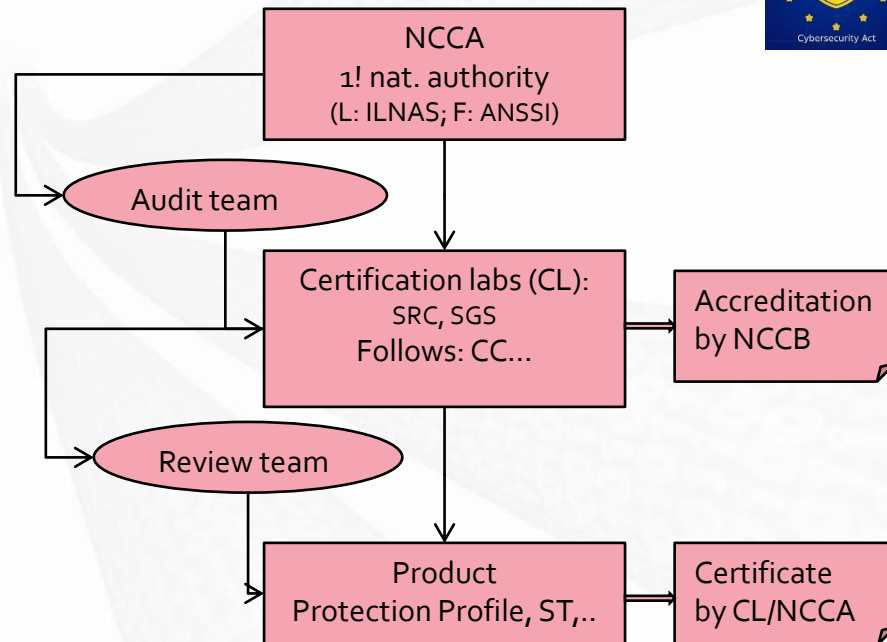 Cybersecurity Act
NCCA
1! nat. authority
(L: ILNAS; F: ANSSI)
Audit team
Certification labs (CL):
SRC, SGS
Follows: CC...
Accreditation
by NCCB
Review team
Product
Protection Profile, ST,..
Certificate
by CL/NCCA